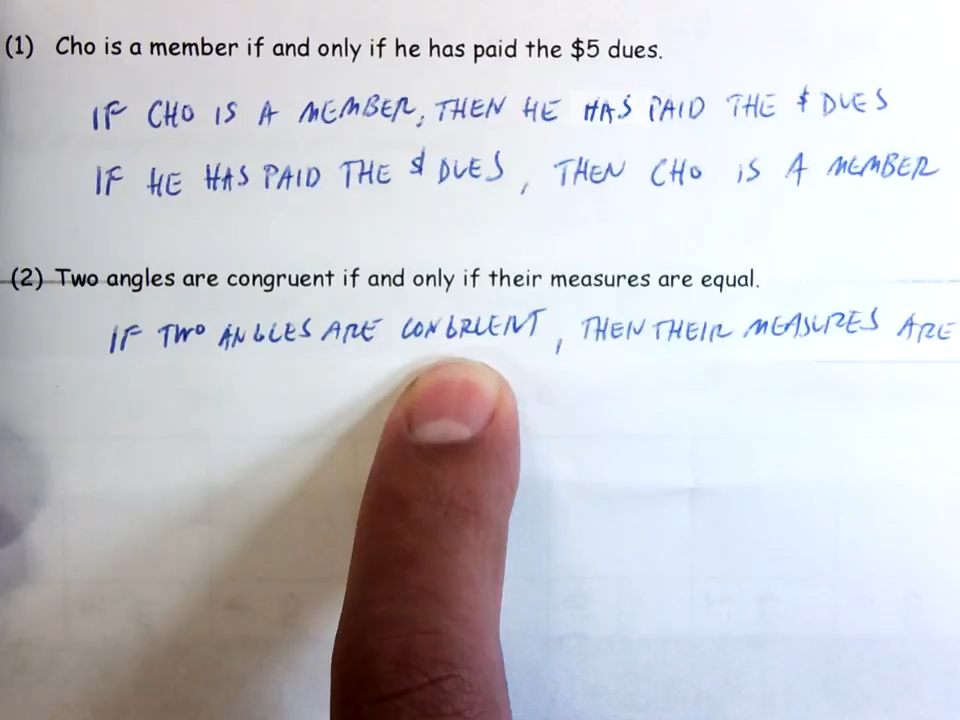 (1) Cho is a member if and only if he has paid the $5 dues.
IF CHO IS A MEMBER, THEN HE HAS PAID THE $ DUES
IF HE HAS PAID THE $ DUES, THEN CHO IS A MEMBER
(2) Two angles are congruent if and only if their measures are equal.
IF TWO ANGLES ARE CONGRUENT, THEN THEIR MEASURES ARE